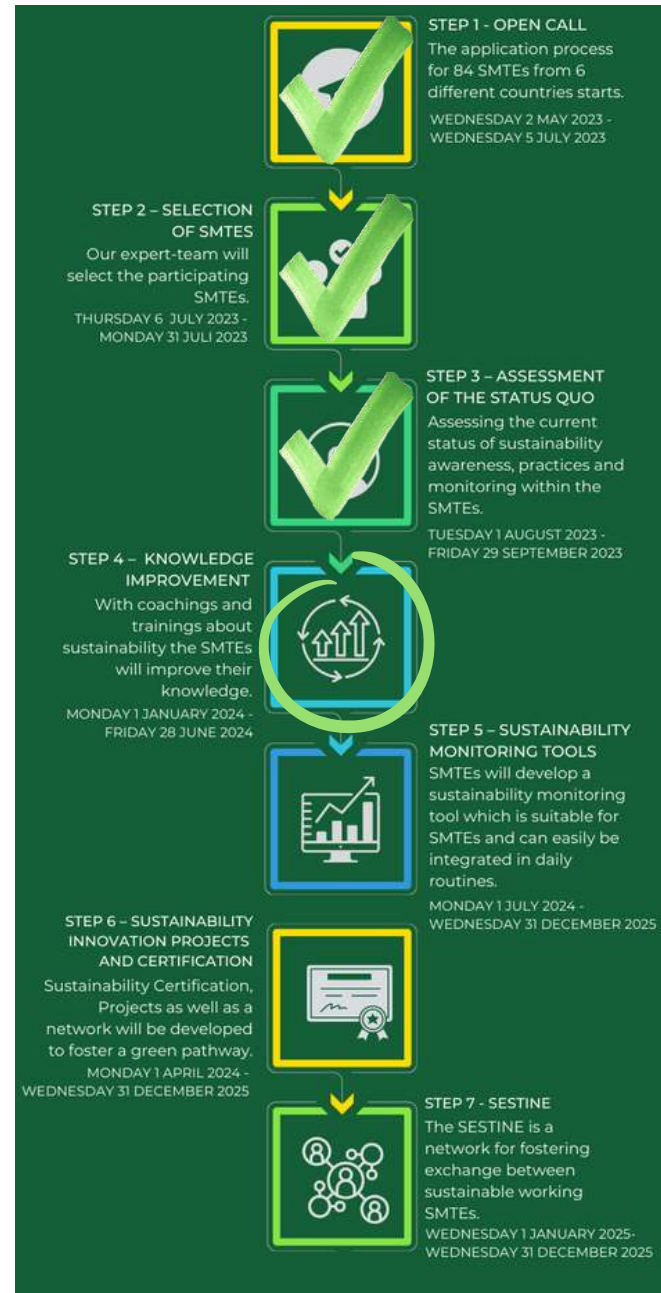 STEP 1 - OPEN CALL
The application process
for 84 SMTEs from 6
different countries starts.
WEDNESDAY 2 MAY 2023 -
WEDNESDAY 5 JULY 2023
STEP 2 – SELECTION
OF SMTES
Our expert-team will
select the participating
SMTEs.
THURSDAY 6 JULY 2023 -
MONDAY 31 JULI 2023
STEP 3 – ASSESSMENT
OF THE STATUS QUO
Assessing the current
status of sustainability
awareness, practices and
monitoring within the
SMTEs.
TUESDAY 1 AUGUST 2023 -
FRIDAY 29 SEPTEMBER 2023
STEP 4 – KNOWLEDGE
IMPROVEMENT
With coachings and
trainings about
sustainability the SMTEs
will improve their
knowledge.
MONDAY 1 JANUARY 2024 -
FRIDAY 28 JUNE 2024
STEP 5 – SUSTAINABILITY
MONITORING TOOLS
SMTEs will develop a
sustainability monitoring
tool which is suitable for
SMTEs and can easily be
integrated in daily
routines.
MONDAY 1 JULY 2024 -
WEDNESDAY 31 DECEMBER 2025
STEP 6 – SUSTAINABILITY
INNOVATION PROJECTS
AND CERTIFICATION
Sustainability Certification,
Projects as well as a
network will be developed
to foster a green pathway.
MONDAY 1 APRIL 2024 -
WEDNESDAY 31 DECEMBER 2025
STEP 7 - SESTINE
The SESTINE is a
network for fostering
exchange between
sustainable working
SMTEs.
WEDNESDAY 1 JANUARY 2025-
WEDNESDAY 31 DECEMBER 2025